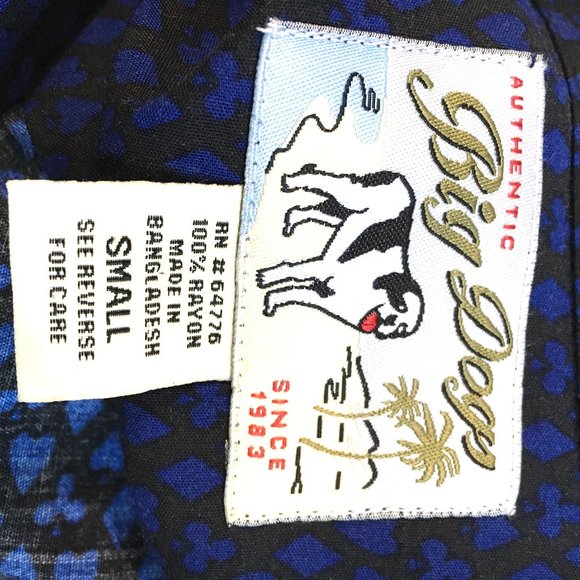 AUTHENTIC
Big Dogs
SINCE
1983
RN # 64776
100% RAYON
MADE IN
BANGLADESH
SMALL
SEE REVERSE
FOR CARE